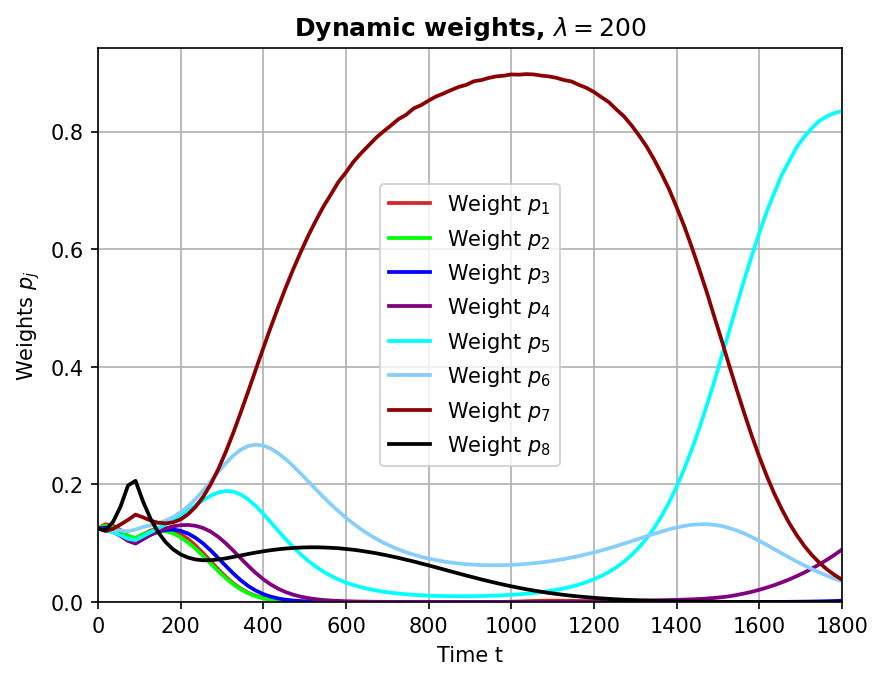 Dynamic weights, λ = 200
Weights p_j
0.8
0.6
0.4
0.2
0.0
Weight p_1
Weight p_2
Weight p_3
Weight p_4
Weight p_5
Weight p_6
Weight p_7
Weight p_8
0 200 400 600 800 1000 1200 1400 1600 1800
Time t